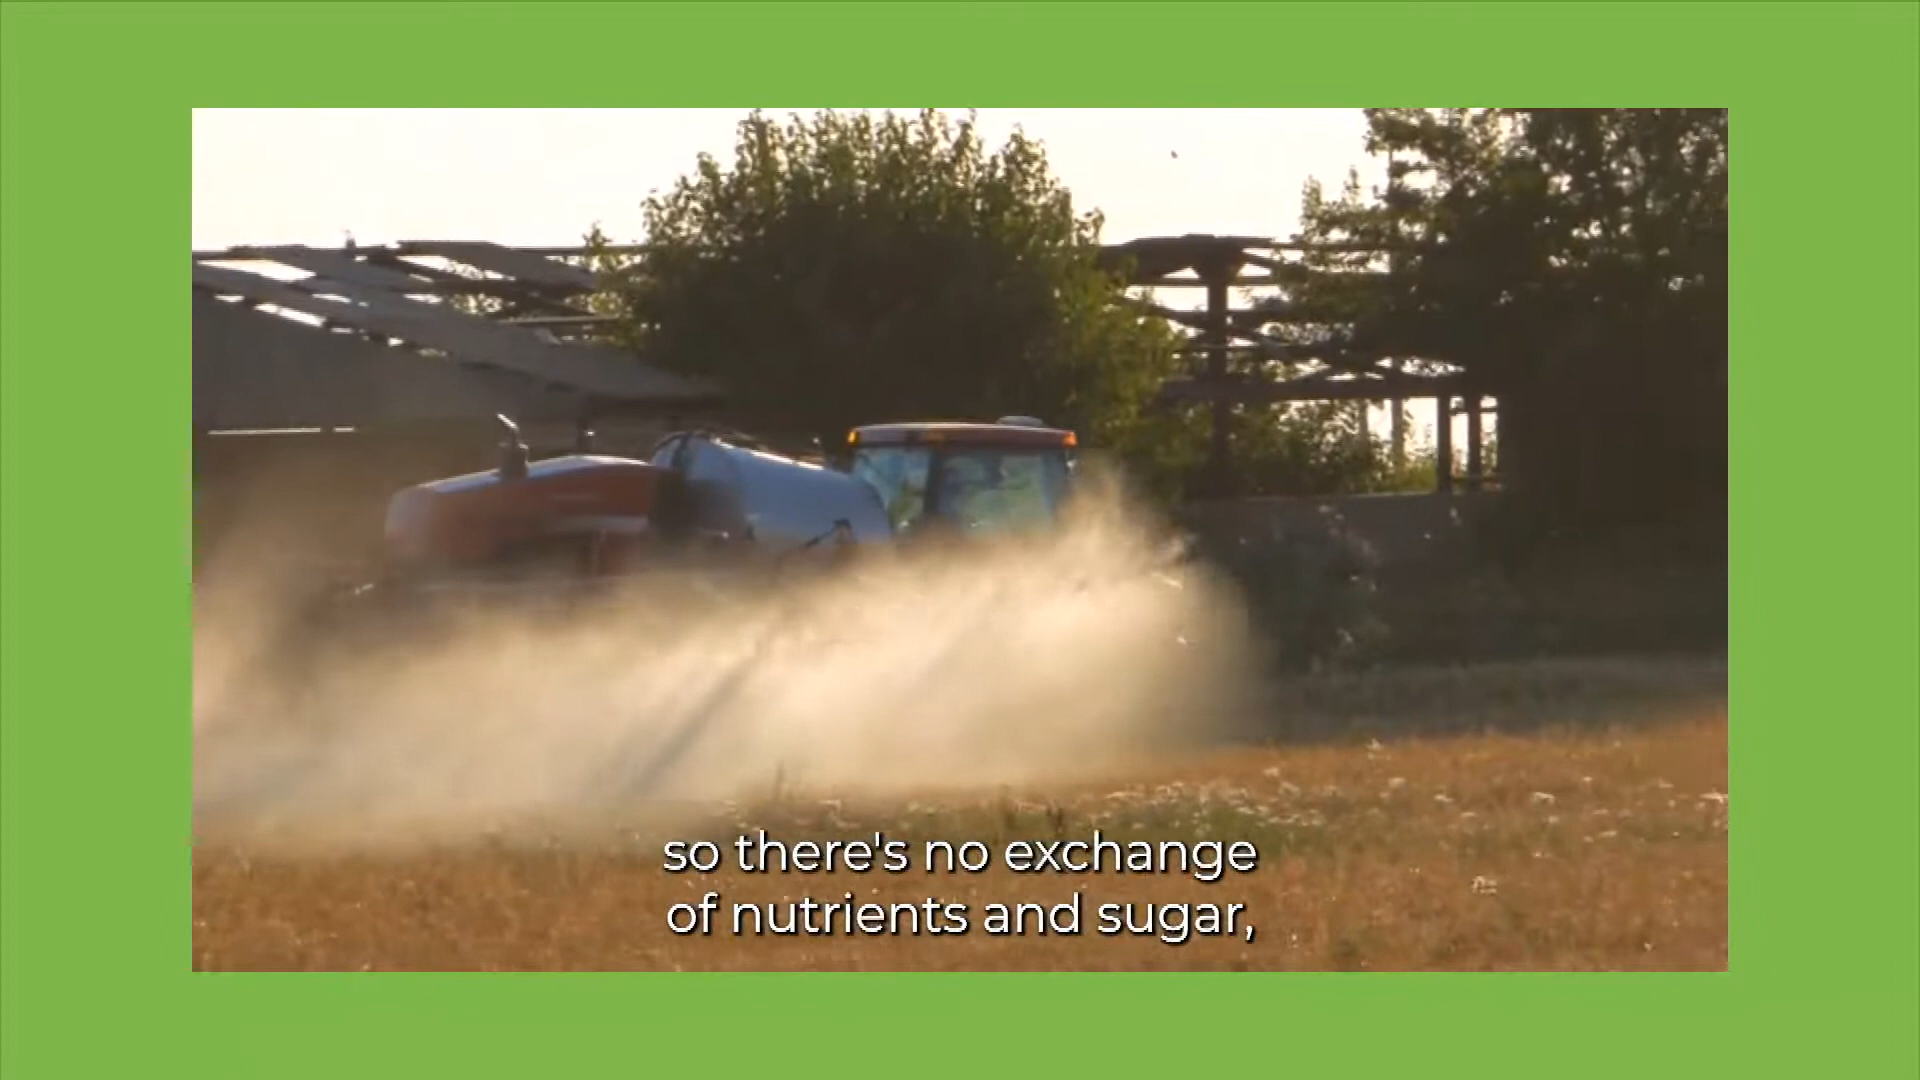 so there's no exchange
of nutrients and sugar,